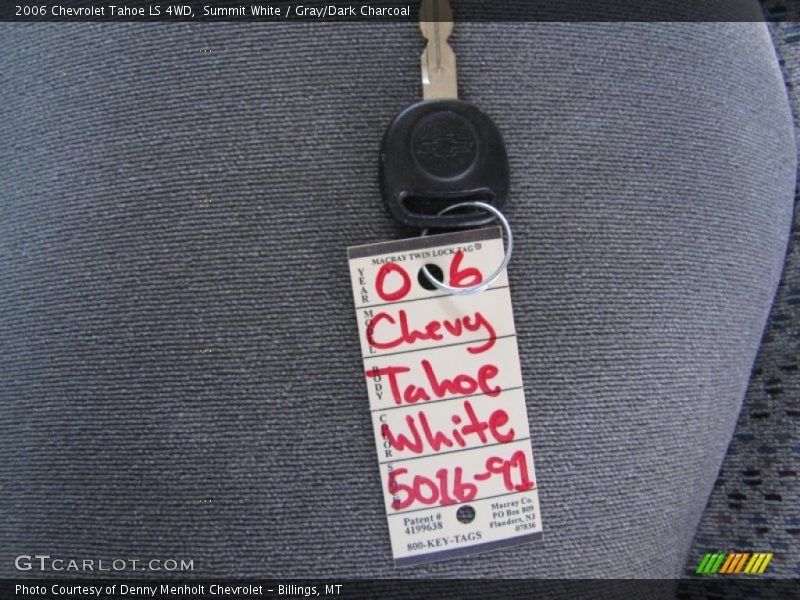 2006 Chevrolet Tahoe LS 4WD, Summit White / Gray/Dark Charcoal
MACRAY TWIN LOCK TAG®
YEAR 0 6
MODEL Chevy
BODY Tahoe
COLOR White
5016-91
Patent #
4199638
Macray Co.
PO Box 809
Flanders, NJ
07836
800-KEY-TAGS
GTCARLOT.COM
Photo Courtesy of Denny Menholt Chevrolet – Billings, MT